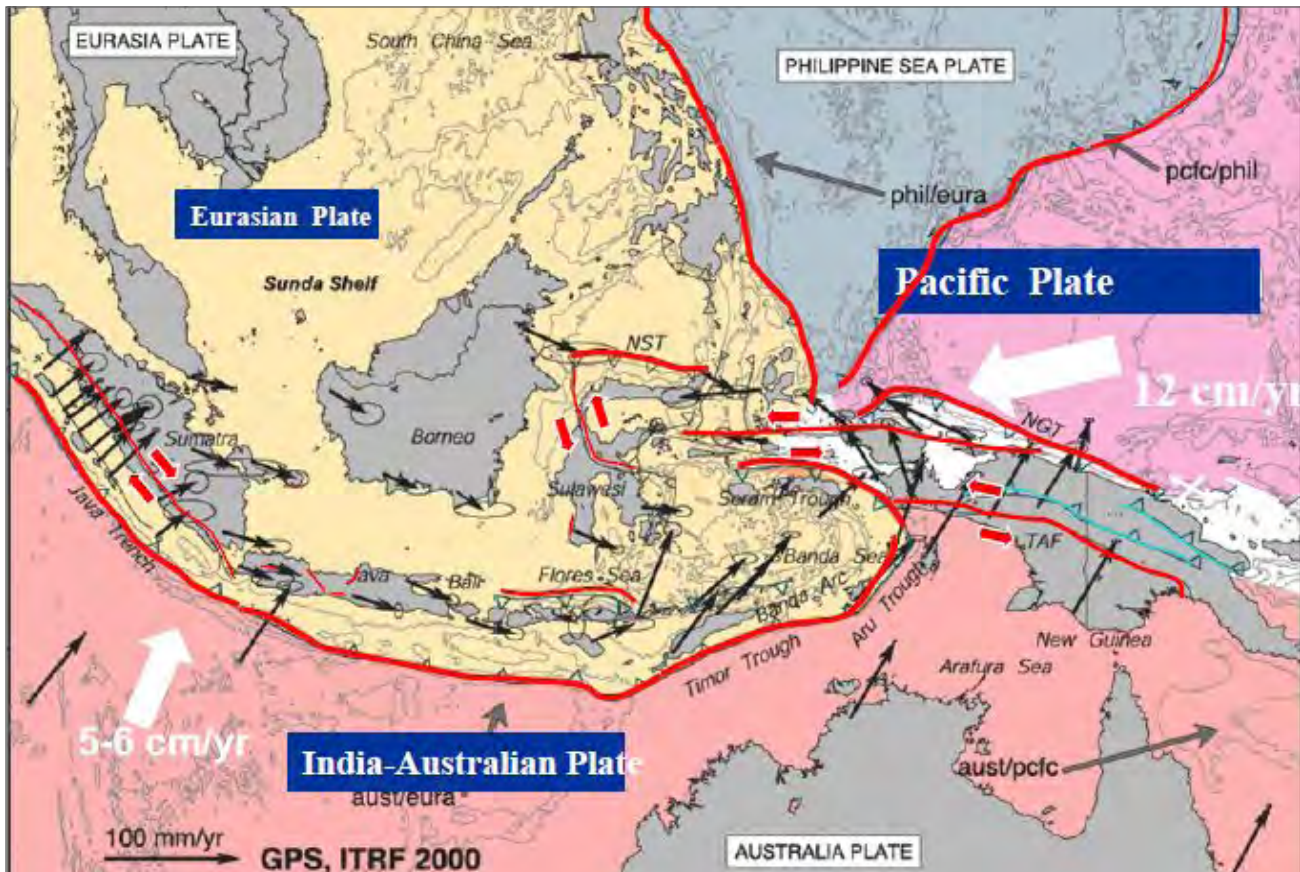 EURASIA PLATE
South China Sea
PHILIPPINE SEA PLATE
pcfc/phil
phil/eura
Eurasian Plate
Pacific Plate
Sunda Shelf
12 cm/yr
NST
NGT
Borneo
Sumatra
Sulawesi
Seram Trough
Java Trench
TAF
Banda Sea
Java
Bali
Flores Sea
Banda Arc
Aru Trough
Timor Trough
New Guinea
Arafura Sea
5-6 cm/yr
India-Australian Plate
aust/eura
aust/pcfc
100 mm/yr
GPS, ITRF 2000
AUSTRALIA PLATE